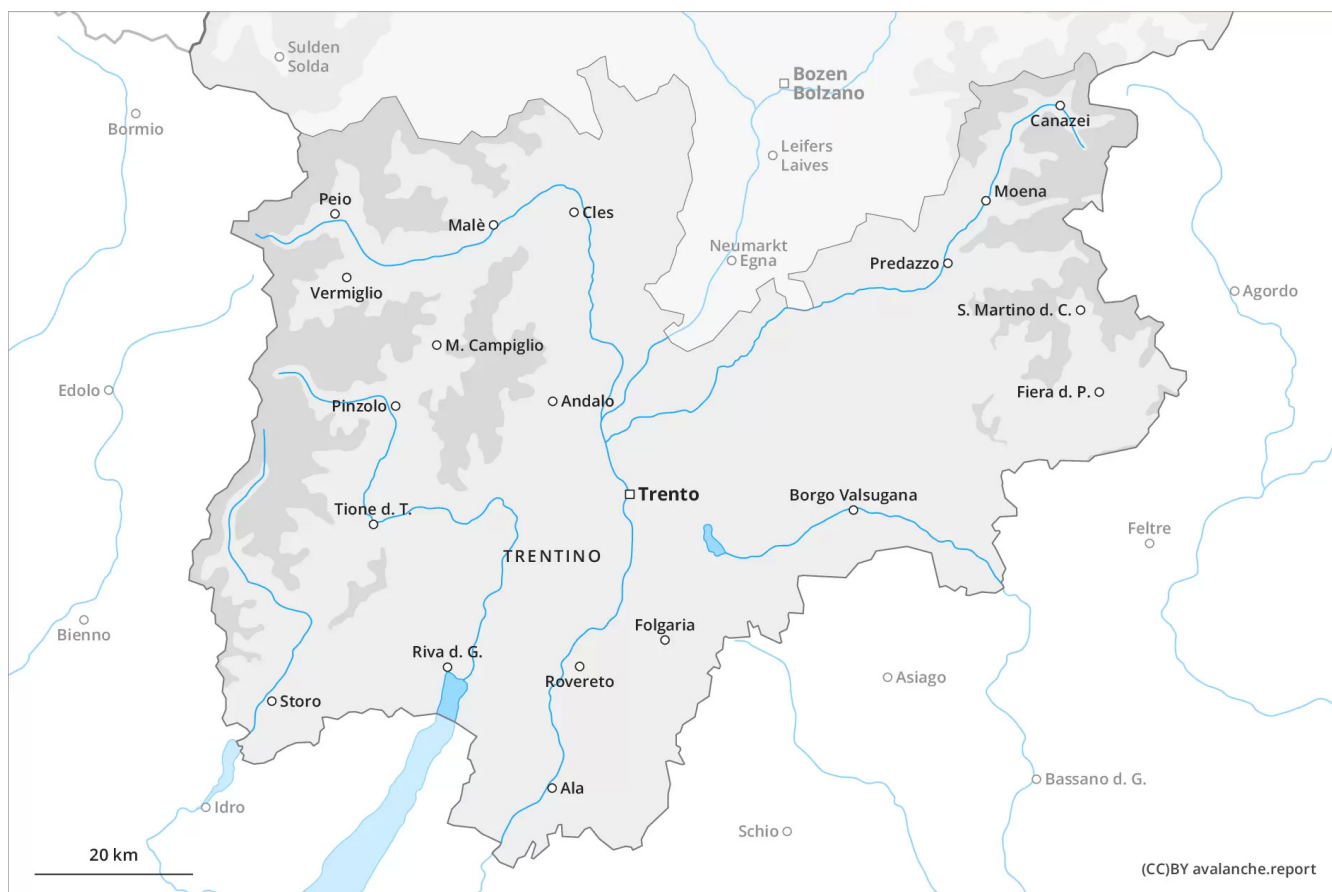 Sulden
Solda
Bozen
Bolzano
Bormio
Canazei
Leifers
Laives
Peio
Moena
Malè
Cles
Neumarkt
Egna
Predazzo
Vermiglio
Agordo
S. Martino d. C.
M. Campiglio
Edolo
Fiera d. P.
Andalo
Pinzolo
Trento
Borgo Valsugana
Tione d. T.
Feltre
TRENTINO
Folgaria
Bienno
Riva d. G.
Asiago
Rovereto
Storo
Bassano d. G.
Ala
Idro
Schio
20 km
(CC)BY avalanche.report